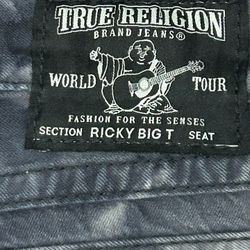 TRUE RELIGION
BRAND JEANS®
WORLD TOUR
FASHION FOR THE SENSES
SECTION RICKY BIG T SEAT